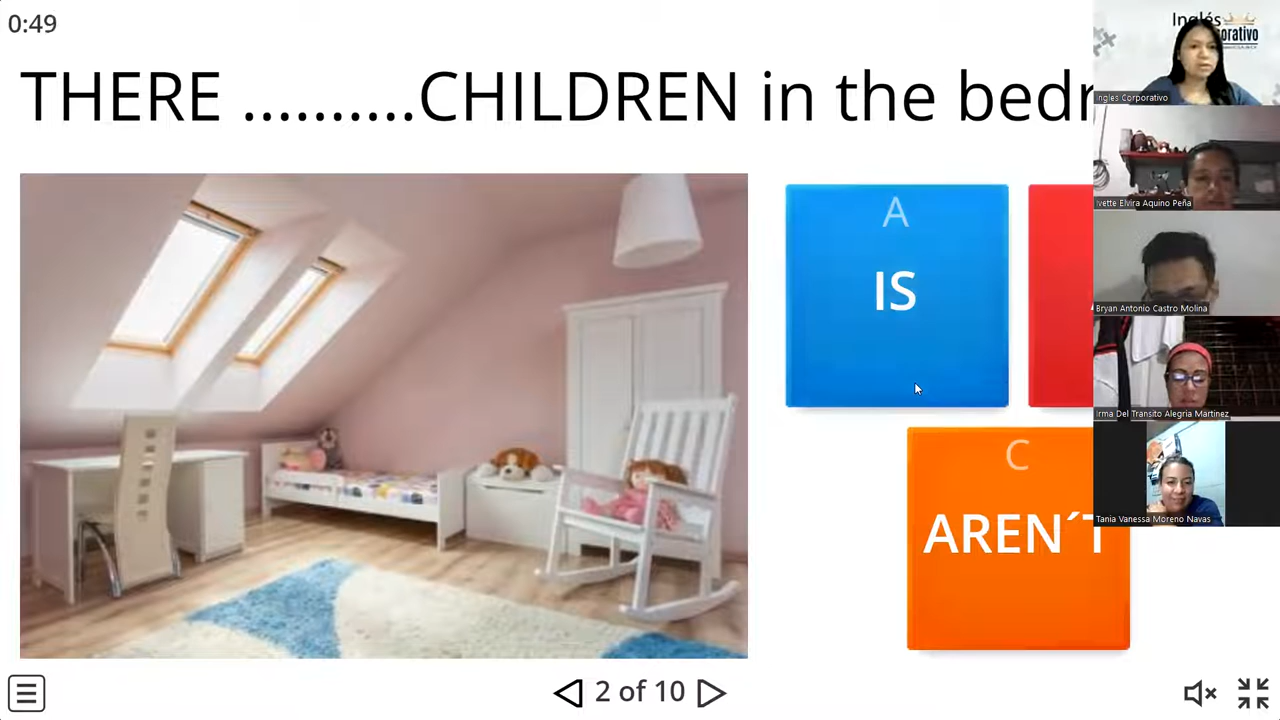 0:49
Inglés
THERE ..........CHILDREN in the
Ingles Corporativo
Ivette Elvira Aquino Peña
A
IS
Bryan Antonio Castro Molina
Irma Del Transito Alegria Martinez
C
AREN´T
Tania Vanessa Moreno Navas
2 of 10